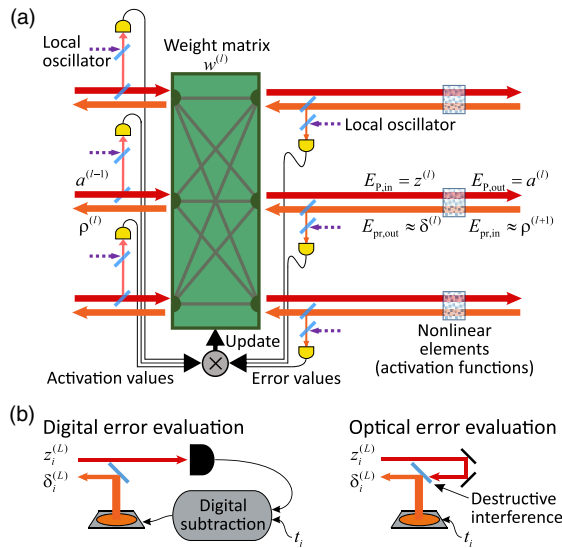 (a)
Local
oscillator
Weight matrix
w^(l)
Local oscillator
a^(l−1)
ρ^(l)
E_P,in = z^(l)
E_P,out = a^(l)
E_pr,out ≈ δ^(l)
E_pr,in ≈ ρ^(l+1)
Update
×
Activation values
Error values
Nonlinear
elements
(activation functions)
(b)
Digital error evaluation
z_i^(L)
δ_i^(L)
Digital
subtraction
t_i
Optical error evaluation
z_i^(L)
δ_i^(L)
Destructive
interference
t_i